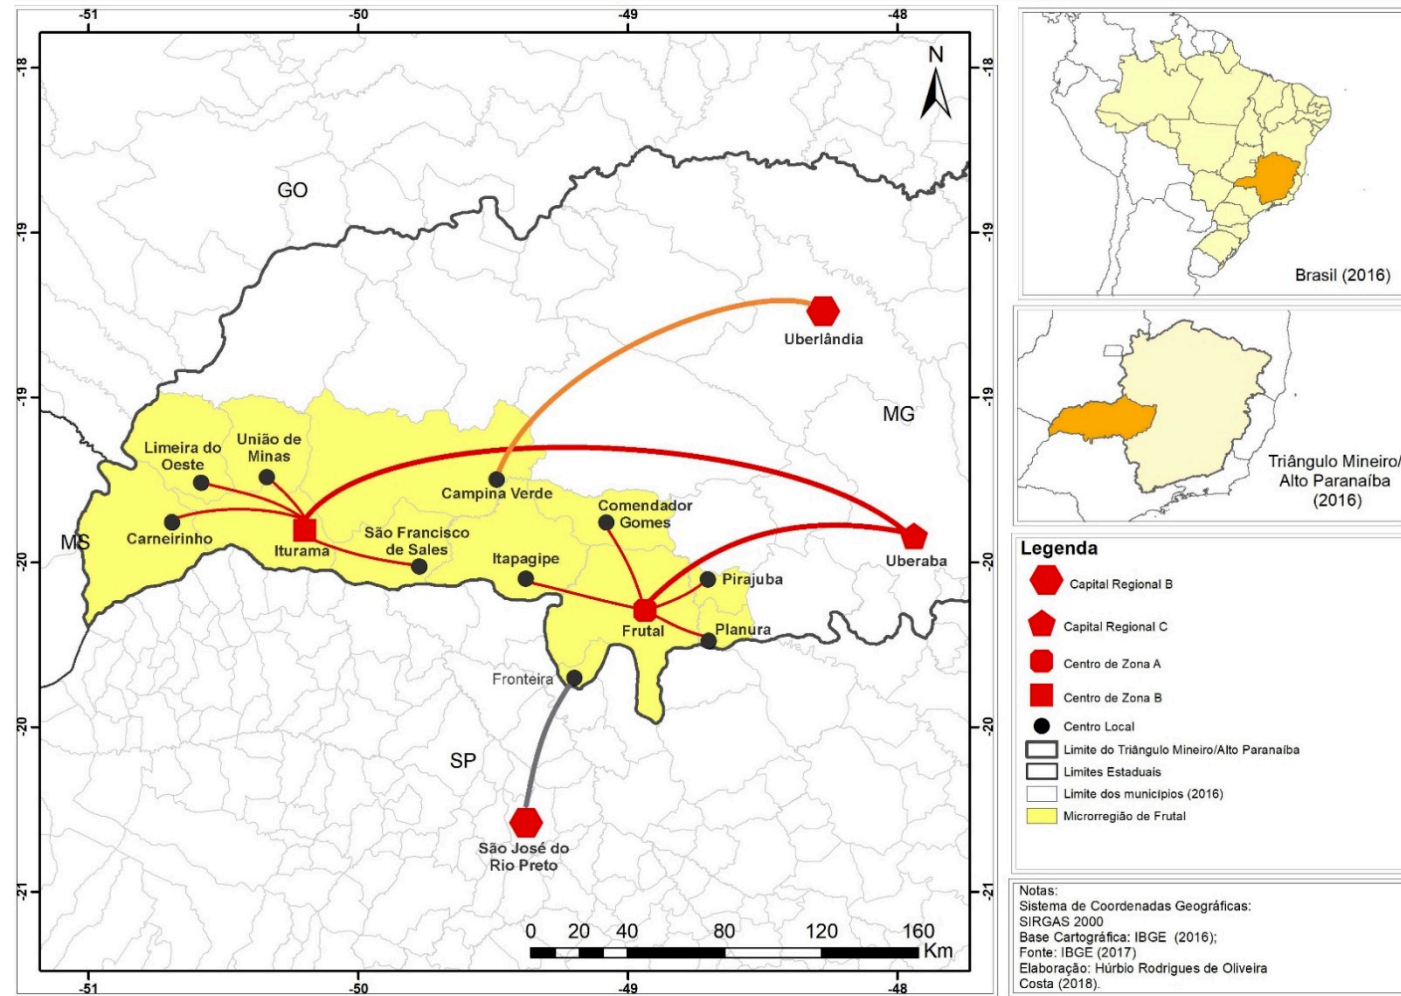 -51
-50
-49
-48
N
-18
-18
GO
-19
-19
Uberlândia
-19
-19
MG
União de
Minas
Limeira do
Oeste
Campina Verde
Comendador
Gomes
Carneirinho
MS
Iturama
São Francisco
de Sales
Itapagipe
-20
-20
Uberaba
Pirajuba
Frutal
Planura
Fronteira
-20
-20
SP
São José do
Rio Preto
-21
-21
0 20 40 80 120 160
Km
-51
-50
-49
-48
Brasil (2016)
Triângulo Mineiro/
Alto Paranaíba
(2016)
Legenda
Capital Regional B
Capital Regional C
Centro de Zona A
Centro de Zona B
Centro Local
Limite do Triângulo Mineiro/Alto Paranaíba
Limites Estaduais
Limite dos municípios (2016)
Microrregião de Frutal
Notas:
Sistema de Coordenadas Geográficas:
SIRGAS 2000
Base Cartográfica: IBGE (2016);
Fonte: IBGE (2017)
Elaboração: Húrbio Rodrigues de Oliveira
Costa (2018).